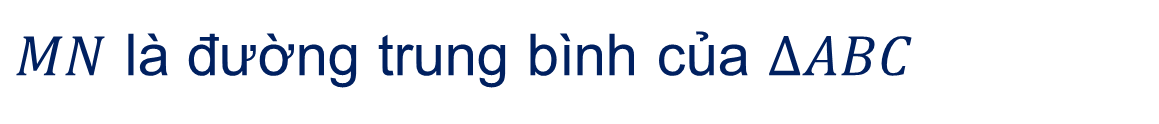 MN là đường trung bình của ΔABC